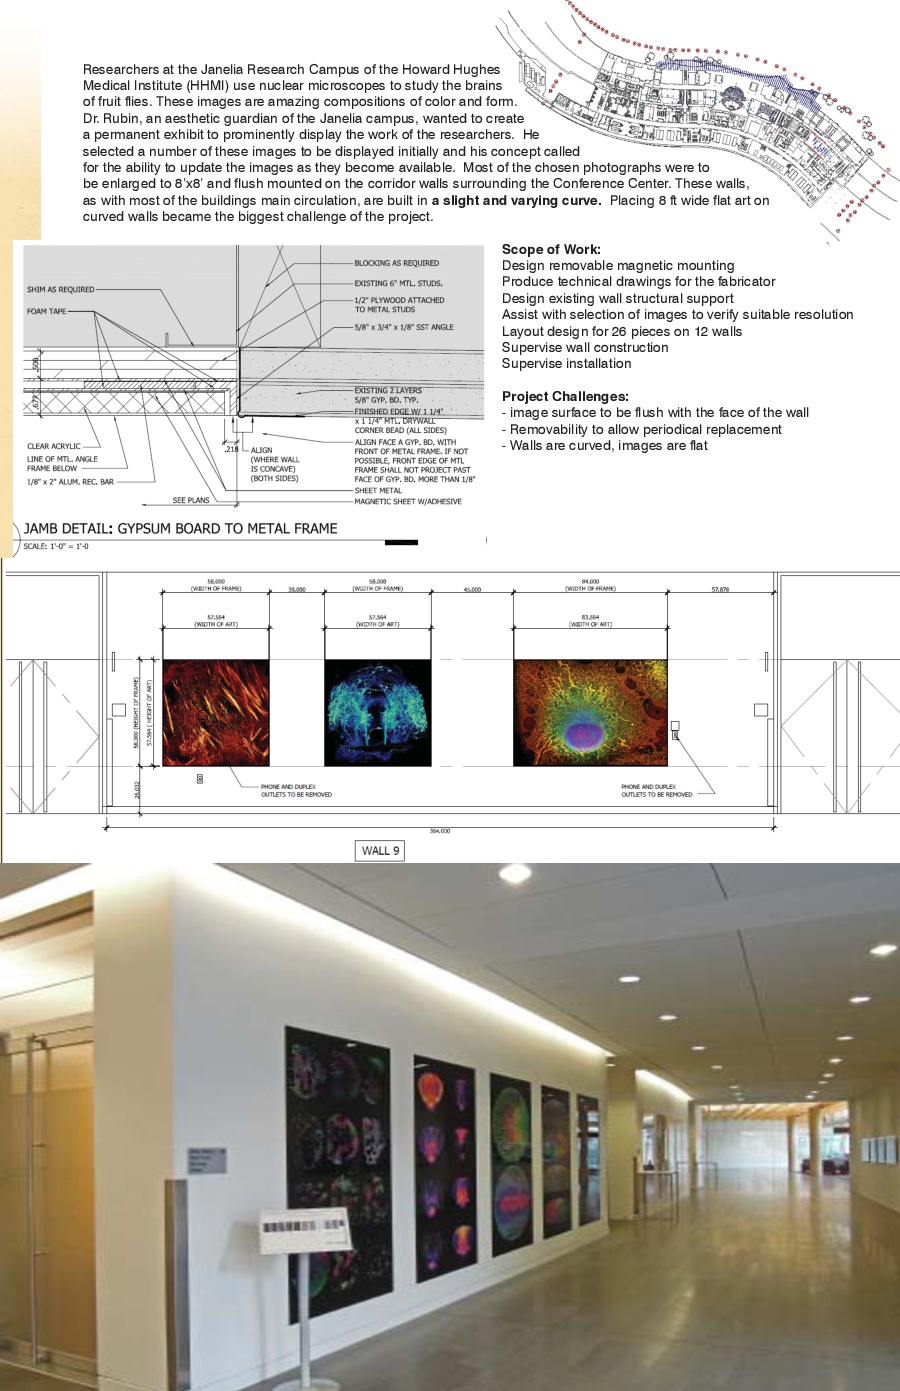 Researchers at the Janelia Research Campus of the Howard Hughes
Medical Institute (HHMI) use nuclear microscopes to study the brains
of fruit flies. These images are amazing compositions of color and form.
Dr. Rubin, an aesthetic guardian of the Janelia campus, wanted to create
a permanent exhibit to prominently display the work of the researchers. He
selected a number of these images to be displayed initially and his concept called
for the ability to update the images as they become available. Most of the chosen photographs were to
be enlarged to 8'x8' and flush mounted on the corridor walls surrounding the Conference Center. These walls,
as with most of the buildings main circulation, are built in a slight and varying curve. Placing 8 ft wide flat art on
curved walls became the biggest challenge of the project.
Scope of Work:
Design removable magnetic mounting
Produce technical drawings for the fabricator
Design existing wall structural support
Assist with selection of images to verify suitable resolution
Layout design for 26 pieces on 12 walls
Supervise wall construction
Supervise installation
Project Challenges:
- image surface to be flush with the face of the wall
- Removability to allow periodical replacement
- Walls are curved, images are flat
SHIM AS REQUIRED
FOAM TAPE
.500
.672
CLEAR ACRYLIC
LINE OF MTL. ANGLE
FRAME BELOW
1/8" x 2" ALUM. REC. BAR
SEE PLANS
.218
ALIGN
(WHERE WALL
IS CONCAVE)
(BOTH SIDES)
BLOCKING AS REQUIRED
EXISTING 6" MTL. STUDS.
1/2" PLYWOOD ATTACHED
TO METAL STUDS
5/8" x 3/4" x 1/8" SST ANGLE
EXISTING 2 LAYERS
5/8" GYP. BD. TYP.
FINISHED EDGE W/ 1 1/4"
x 1 1/4" MTL. DRYWALL
CORNER BEAD (ALL SIDES)
ALIGN FACE A GYP. BD. WITH
FRONT OF METAL FRAME. IF NOT
POSSIBLE, FRONT EDGE OF MTL
FRAME SHALL NOT PROJECT PAST
FACE OF GYP. BD. MORE THAN 1/8"
SHEET METAL
MAGNETIC SHEET W/ADHESIVE
JAMB DETAIL: GYPSUM BOARD TO METAL FRAME
SCALE: 1'-0" = 1'-0
58.000
(WIDTH OF FRAME)
30.000
58.000
(WIDTH OF FRAME)
45.000
84.000
(WIDTH OF FRAME)
57.878
57.564
(WIDTH OF ART)
57.564
(WIDTH OF ART)
83.564
(WIDTH OF ART)
58.000 (HEIGHT OF FRAME)
57.564 ( HEIGHT OF ART)
PHONE AND DUPLEX
OUTLETS TO BE REMOVED
PHONE AND DUPLEX
OUTLETS TO BE REMOVED
364.000
WALL 9